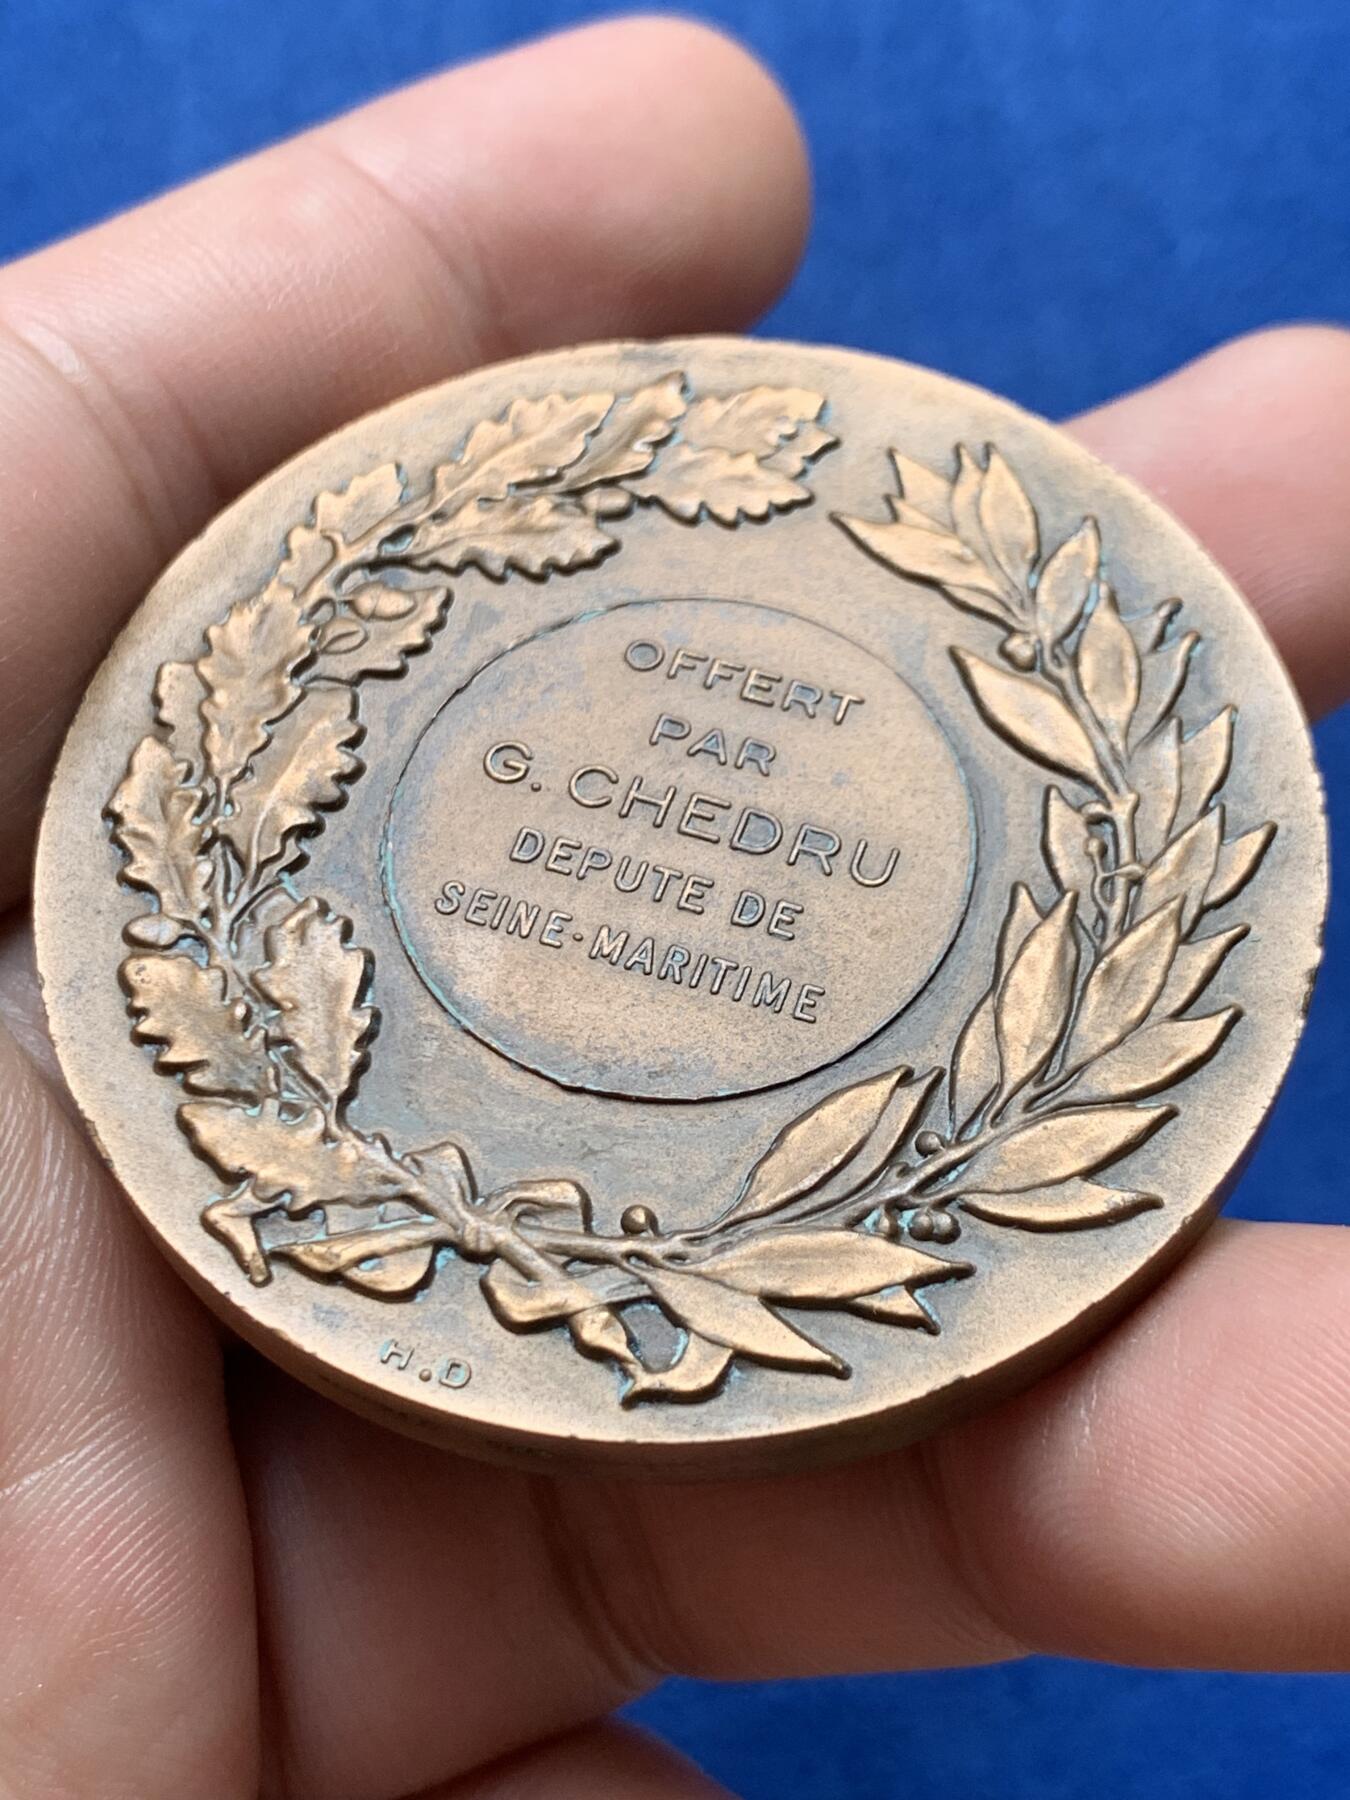 OFFERT
PAR
G. CHEDRU
DEPUTE DE
SEINE-MARITIME
H.D